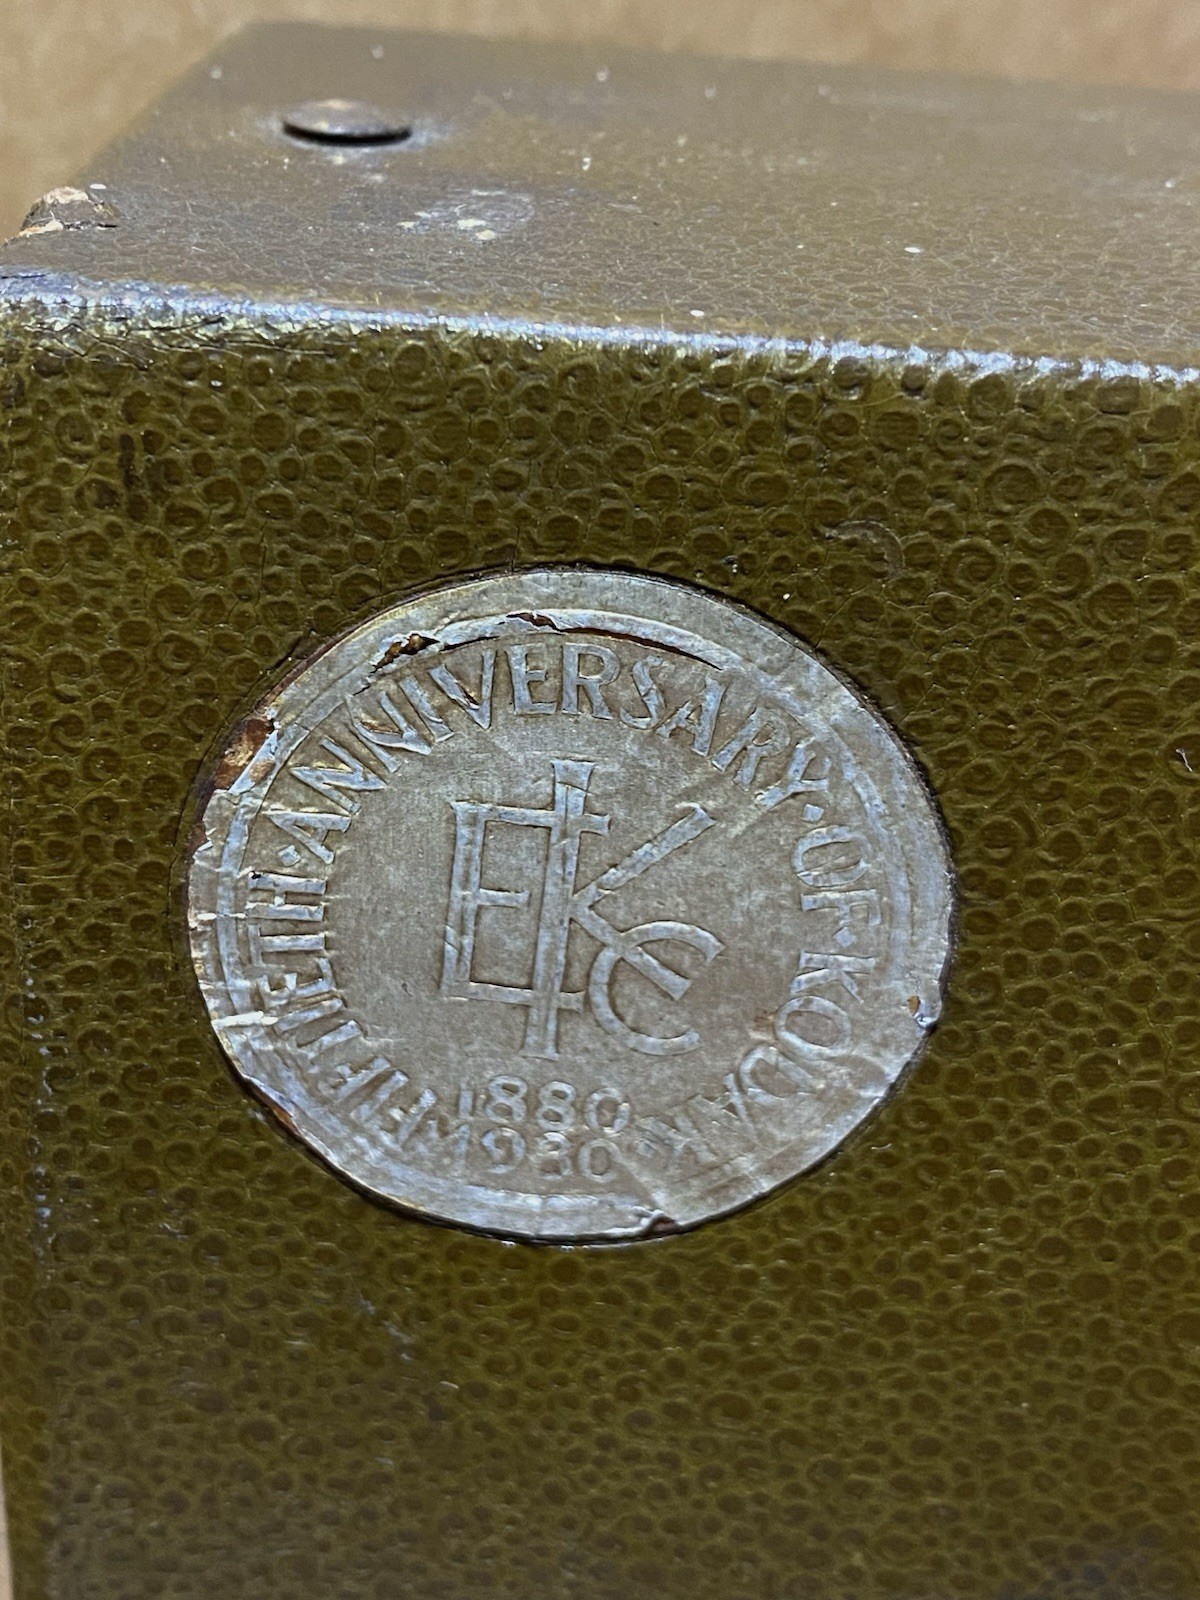 FIFTIETH·ANNIVERSARY·OF·KODAK
EKC
1880
1930